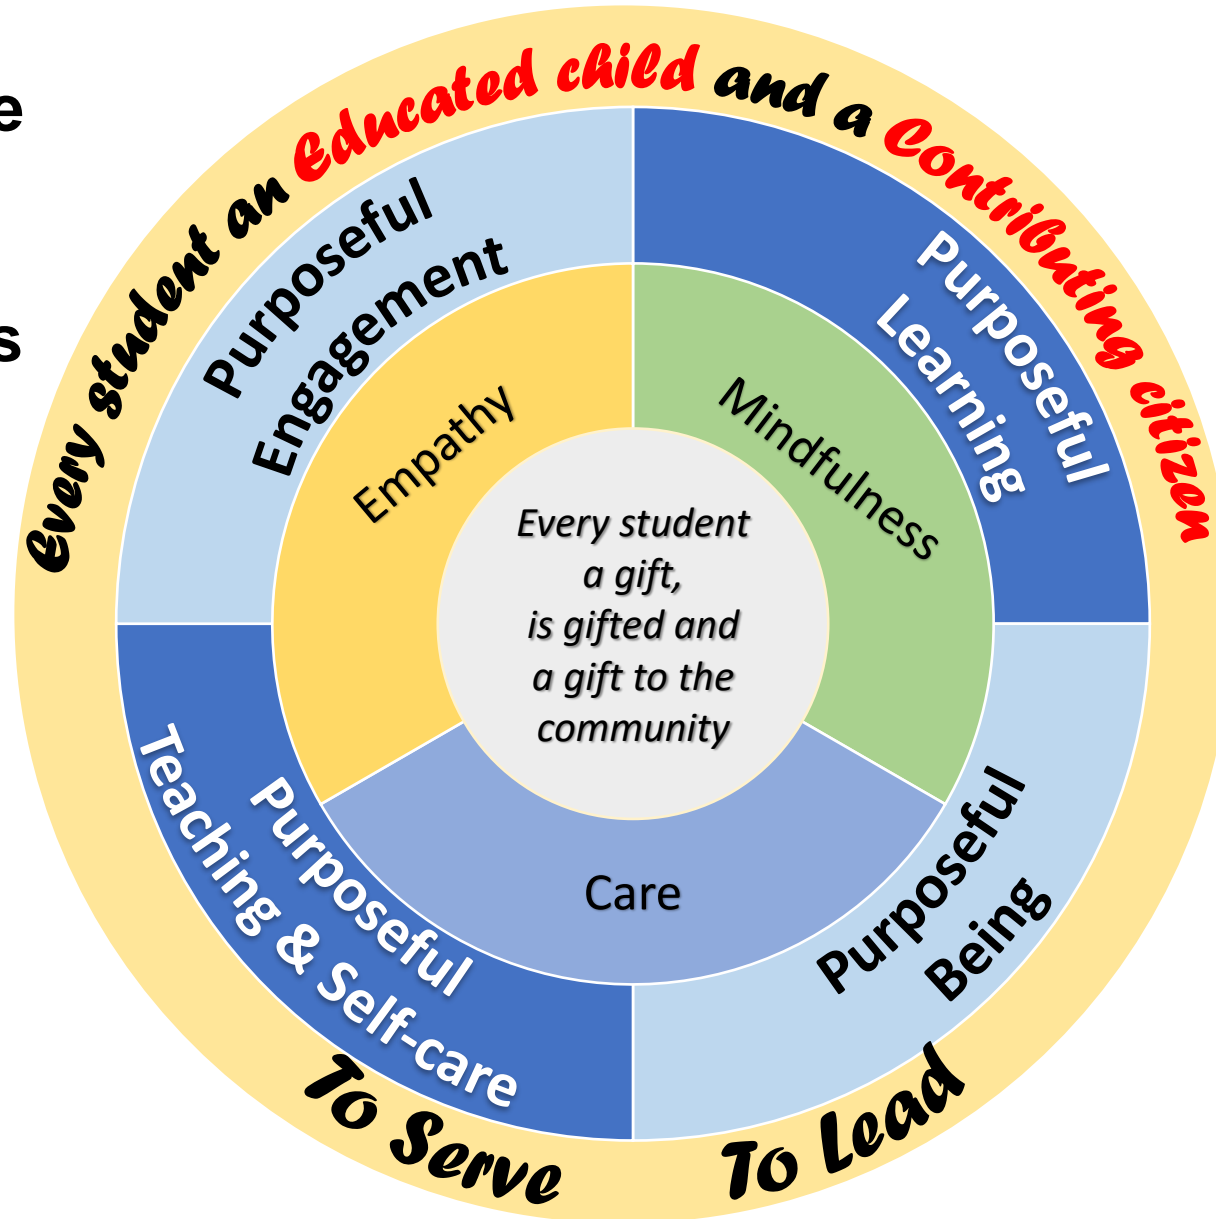 e
s
Every student an Educated child and a Contributing citizen
Purposeful
Engagement
Purposeful
Learning
Empathy
Mindfulness
Every student
a gift,
is gifted and
a gift to the
community
Care
Purposeful
Teaching & Self-care
Purposeful
Being
To Serve
To Lead